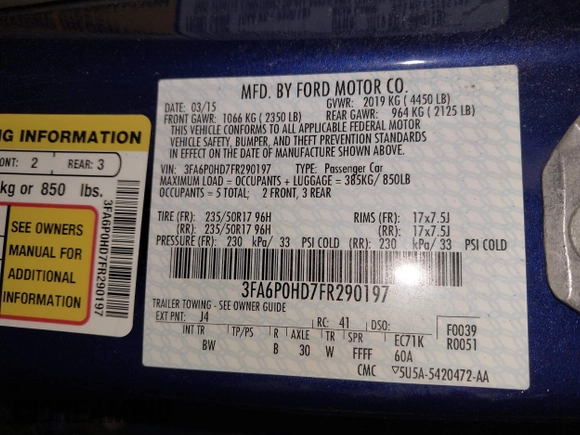 MFD. BY FORD MOTOR CO.
DATE: 03/15 GVWR: 2019 KG ( 4450 LB)
FRONT GAWR: 1066 KG ( 2350 LB) REAR GAWR: 964 KG ( 2125 LB)
THIS VEHICLE CONFORMS TO ALL APPLICABLE FEDERAL MOTOR
VEHICLE SAFETY, BUMPER, AND THEFT PREVENTION STANDARDS
IN EFFECT ON THE DATE OF MANUFACTURE SHOWN ABOVE.
VIN: 3FA6P0HD7FR290197 TYPE: Passenger Car
MAXIMUM LOAD = OCCUPANTS + LUGGAGE = 385KG/ 850LB
OCCUPANTS = 5 TOTAL; 2 FRONT, 3 REAR
TIRE (FR): 235/50R17 96H RIMS (FR): 17x7.5J
(RR): 235/50R17 96H (RR): 17x7.5J
PRESSURE (FR): 230 kPa/ 33 PSI COLD (RR): 230 kPa/ 33 PSI COLD
3FA6P0HD7FR290197
TRAILER TOWING - SEE OWNER GUIDE
EXT PNT: J4 RC: 41 DSO: F0039
INT TR TP/PS R AXLE TR SPR EC71K R0051
BW B 30 W FFFF 60A
CMC 5U5A-5420472-AA
NG INFORMATION
ONT: 2 REAR: 3
kg or 850 lbs.
SEE OWNERS
MANUAL FOR
ADDITIONAL
INFORMATION
3FA6P0HD7FR290197